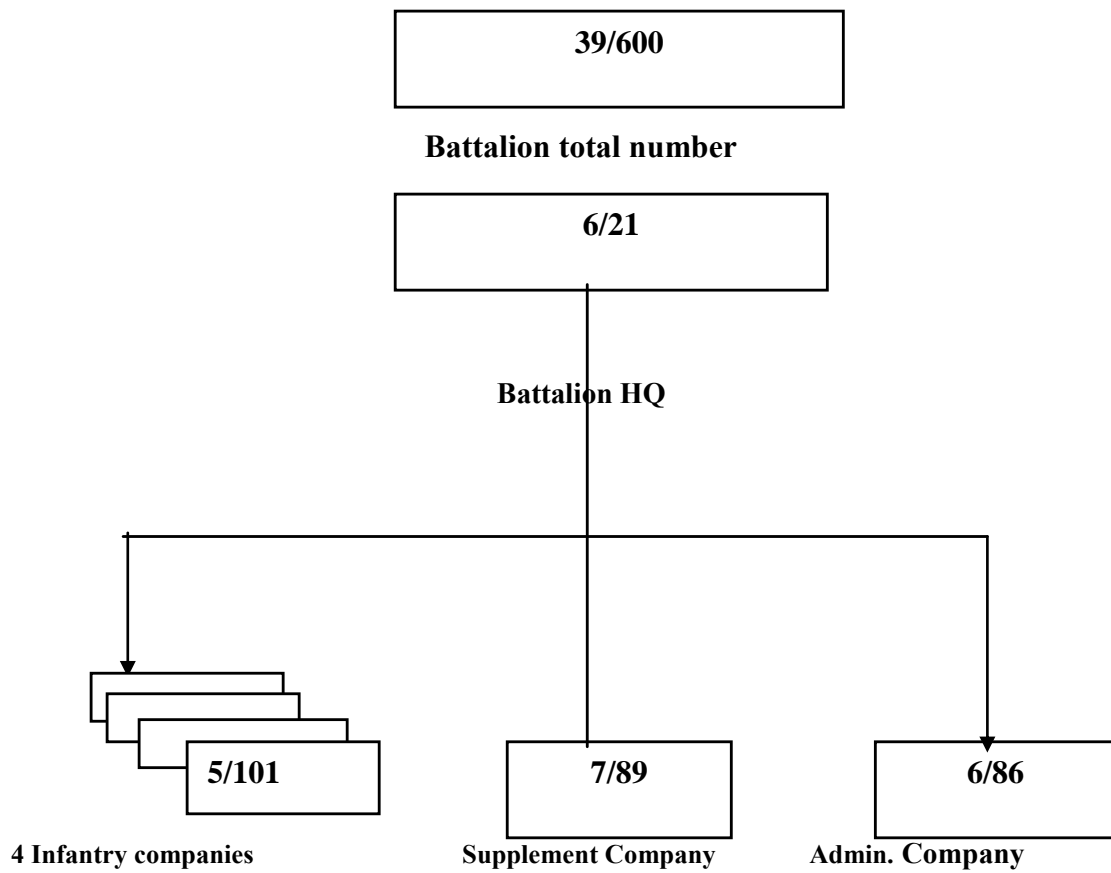 39/600
Battalion total number
6/21
Battalion HQ
5/101
7/89
6/86
4 Infantry companies
Supplement Company
Admin. Company